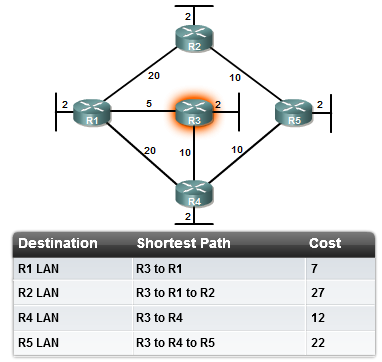 2
R2
20
10
2
5
2
2
R1
R3
R5
20
10
10
R4
2
Destination Shortest Path Cost
R1 LAN R3 to R1 7
R2 LAN R3 to R1 to R2 27
R4 LAN R3 to R4 12
R5 LAN R3 to R4 to R5 22